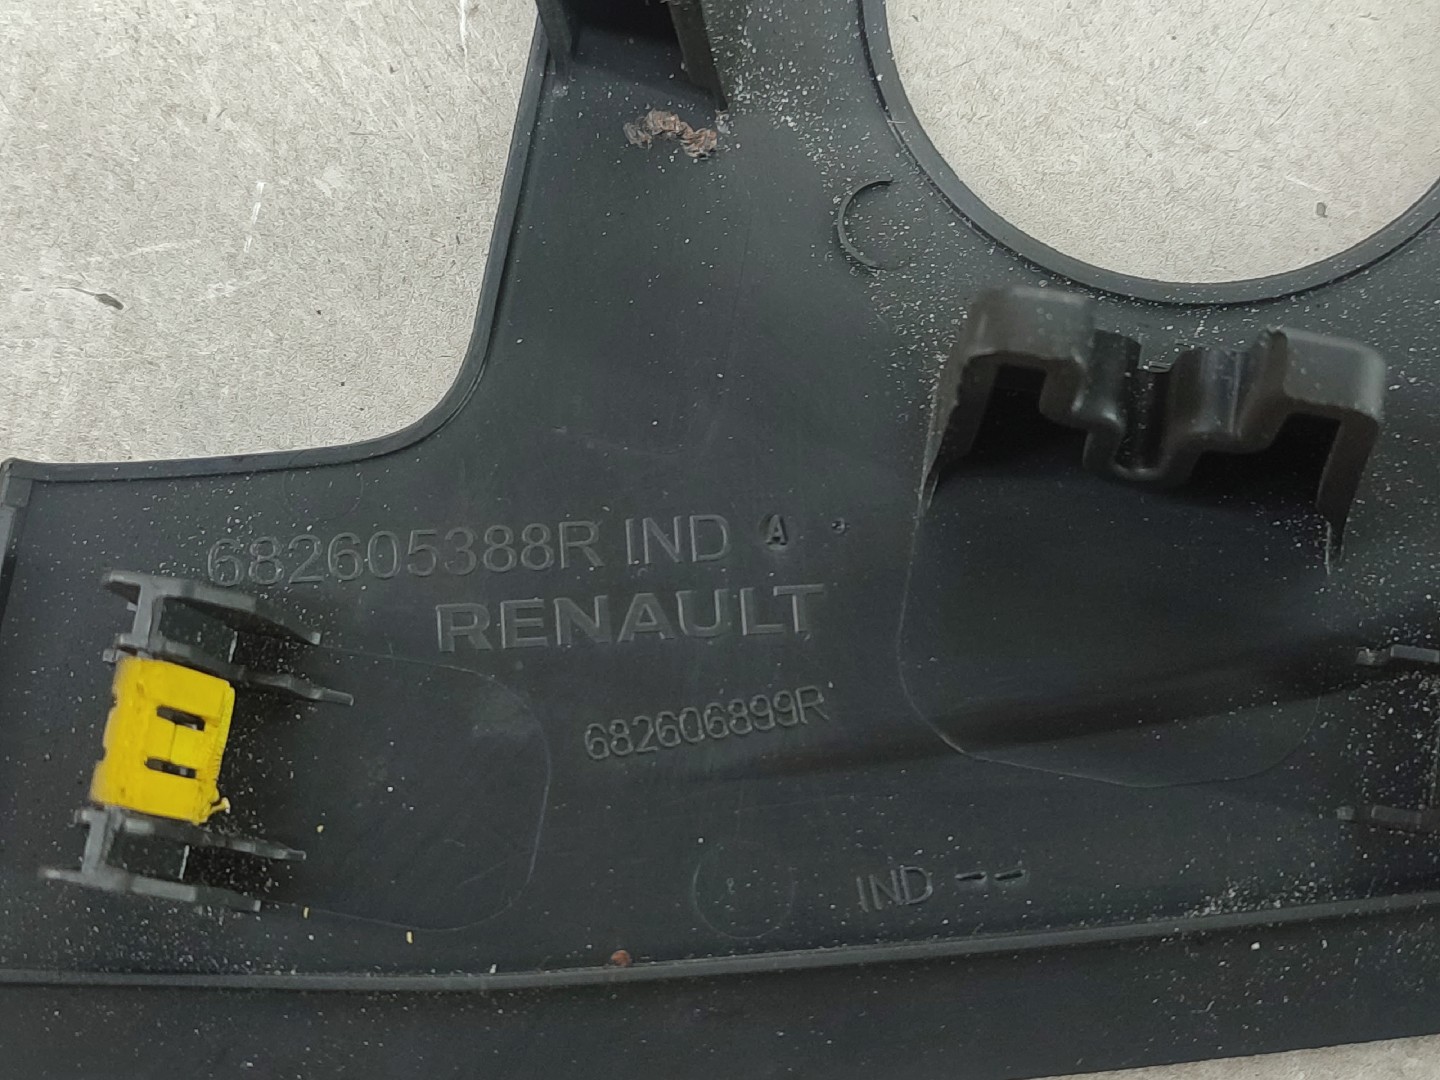 682605388R IND A
RENAULT
682606899R
IND --